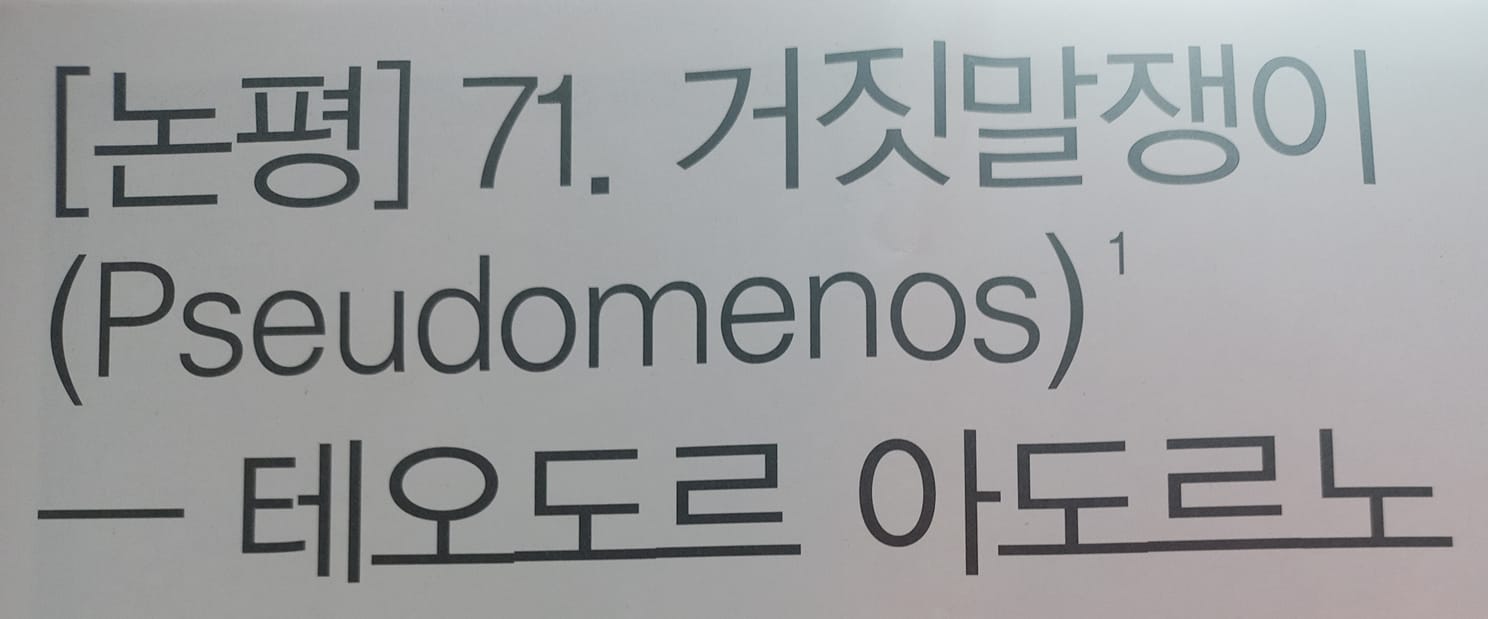 [논평] 71. 거짓말쟁이
(Pseudomenos)¹
— 테오도르 아도르노